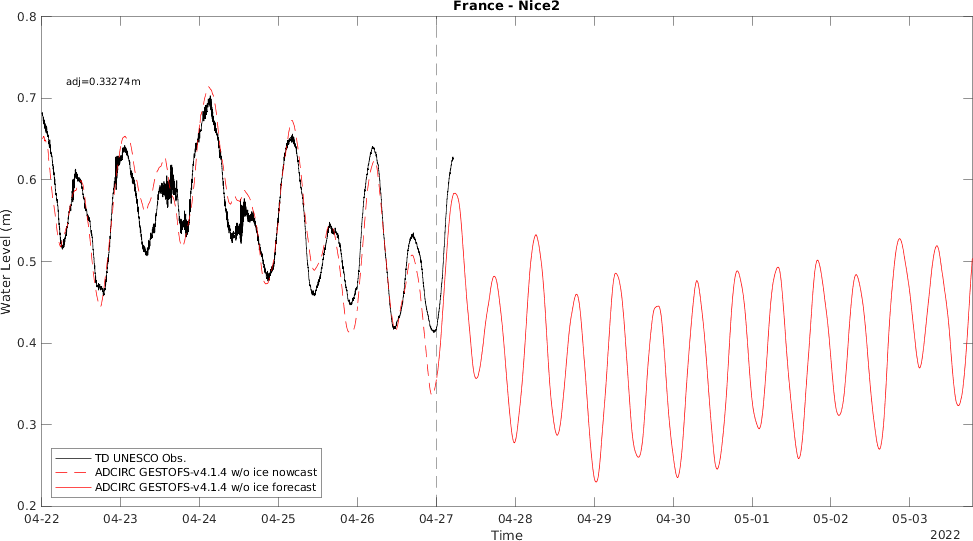 France - Nice2
0.8
0.7
0.6
0.5
0.4
0.3
0.2
Water Level (m)
adj=0.33274m
TD UNESCO Obs.
ADCIRC GESTOFS-v4.1.4 w/o ice nowcast
ADCIRC GESTOFS-v4.1.4 w/o ice forecast
04-22 04-23 04-24 04-25 04-26 04-27 04-28 04-29 04-30 05-01 05-02 05-03
Time
2022